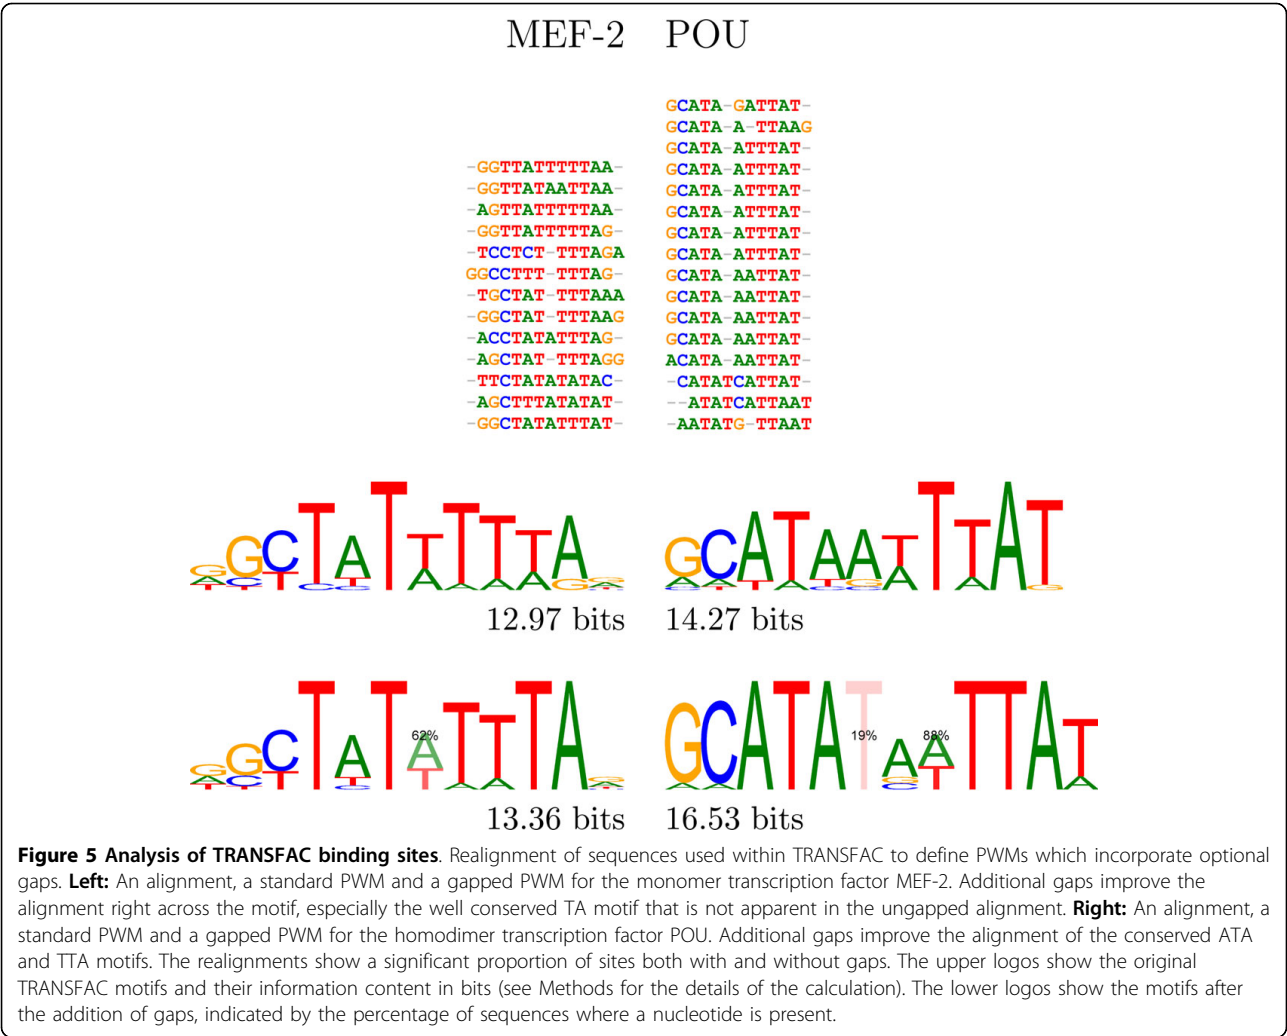 MEF-2 POU
GCATA-GATTAT-
GCATA-A-TTAAG
GCATA-ATTTAT-
-GGTTATTTTTAA- GCATA-ATTTAT-
-GGTTATAATTAA- GCATA-ATTTAT-
-AGTTATTTTTAA- GCATA-ATTTAT-
-GGTTATTTTTAG- GCATA-ATTTAT-
-TCCTCT-TTTAGA GCATA-ATTTAT-
GGCCTTT-TTTAG- GCATA-AATTAT-
-TGCTAT-TTTAAA GCATA-AATTAT-
-GGCTAT-TTTAAG GCATA-AATTAT-
-ACCTATATTTAG- GCATA-AATTAT-
-AGCTAT-TTTAGG ACATA-AATTAT-
-TTCTATATATAC- -CATATCATTAT-
-AGCTTTATATAT- --ATATCATTAAT
-GGCTATATTTAT- -AATATG-TTAAT
GGCTATTTTTA GCATAAТTTAT
12.97 bits 14.27 bits
GGCTATATTTA GCATATAATTAT
62% 19% 88%
13.36 bits 16.53 bits
Figure 5 Analysis of TRANSFAC binding sites. Realignment of sequences used within TRANSFAC to define PWMs which incorporate optional
gaps. Left: An alignment, a standard PWM and a gapped PWM for the monomer transcription factor MEF-2. Additional gaps improve the
alignment right across the motif, especially the well conserved TA motif that is not apparent in the ungapped alignment. Right: An alignment, a
standard PWM and a gapped PWM for the homodimer transcription factor POU. Additional gaps improve the alignment of the conserved ATA
and TTA motifs. The realignments show a significant proportion of sites both with and without gaps. The upper logos show the original
TRANSFAC motifs and their information content in bits (see Methods for the details of the calculation). The lower logos show the motifs after
the addition of gaps, indicated by the percentage of sequences where a nucleotide is present.